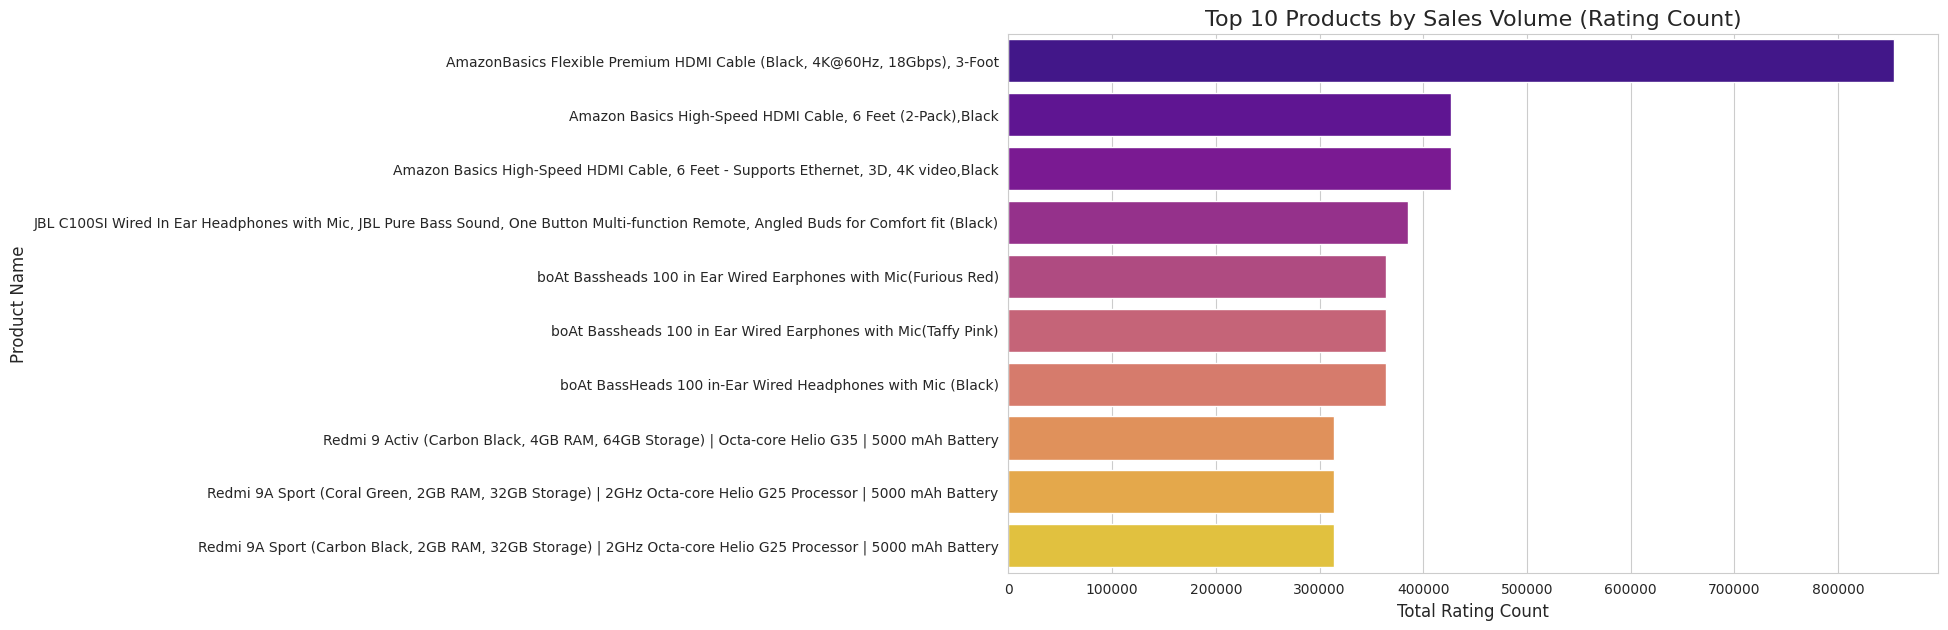 Top 10 Products by Sales Volume (Rating Count)
Product Name
AmazonBasics Flexible Premium HDMI Cable (Black, 4K@60Hz, 18Gbps), 3-Foot
Amazon Basics High-Speed HDMI Cable, 6 Feet (2-Pack),Black
Amazon Basics High-Speed HDMI Cable, 6 Feet - Supports Ethernet, 3D, 4K video,Black
JBL C100SI Wired In Ear Headphones with Mic, JBL Pure Bass Sound, One Button Multi-function Remote, Angled Buds for Comfort fit (Black)
boAt Bassheads 100 in Ear Wired Earphones with Mic(Furious Red)
boAt Bassheads 100 in Ear Wired Earphones with Mic(Taffy Pink)
boAt BassHeads 100 in-Ear Wired Headphones with Mic (Black)
Redmi 9 Activ (Carbon Black, 4GB RAM, 64GB Storage) | Octa-core Helio G35 | 5000 mAh Battery
Redmi 9A Sport (Coral Green, 2GB RAM, 32GB Storage) | 2GHz Octa-core Helio G25 Processor | 5000 mAh Battery
Redmi 9A Sport (Carbon Black, 2GB RAM, 32GB Storage) | 2GHz Octa-core Helio G25 Processor | 5000 mAh Battery
0 100000 200000 300000 400000 500000 600000 700000 800000
Total Rating Count